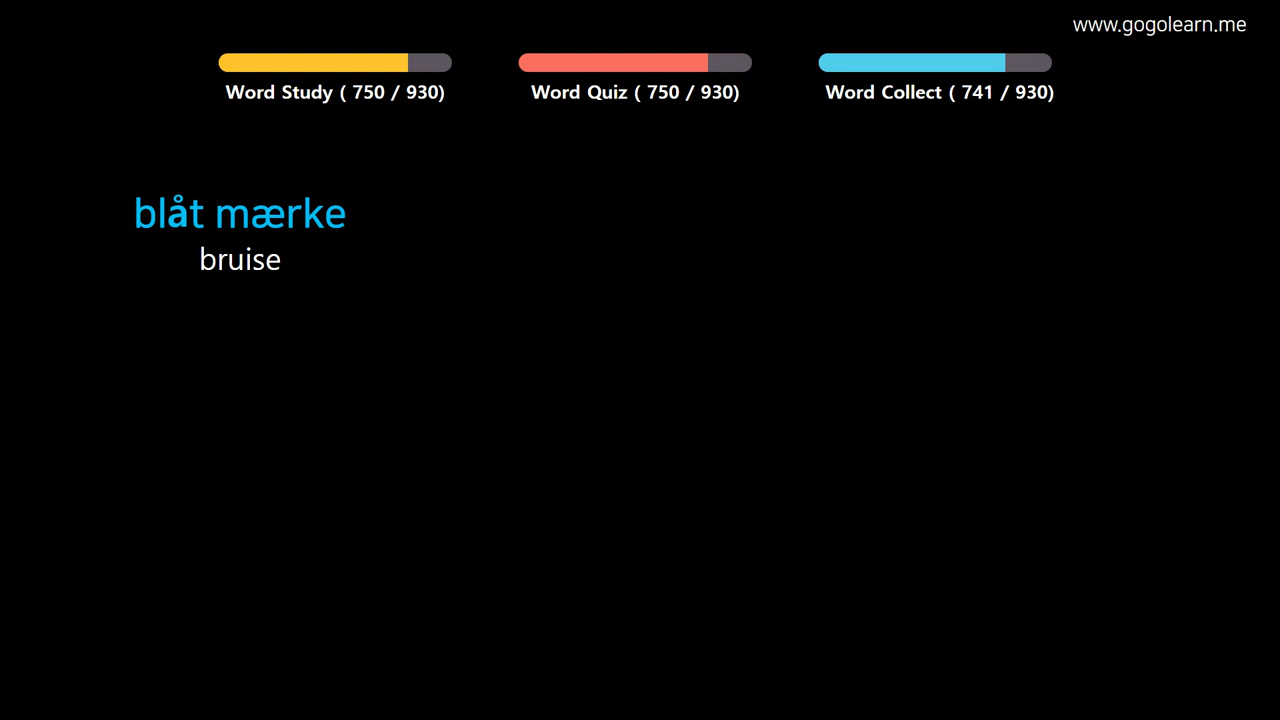 www.gogolearn.me
Word Study ( 750 / 930)
Word Quiz ( 750 / 930)
Word Collect ( 741 / 930)
blåt mærke
bruise